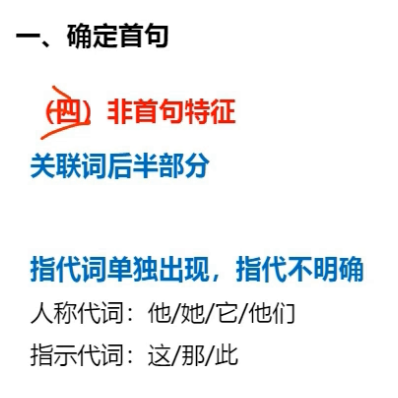 一、确定首句
（四）非首句特征
关联词后半部分
指代词单独出现，指代不明确
人称代词：他/她/它/他们
指示代词：这/那/此